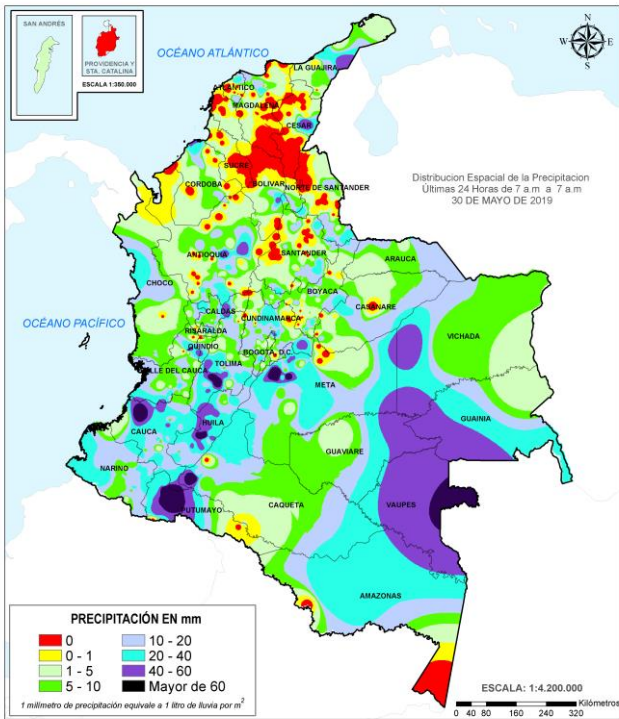 SAN ANDRÉS
PROVIDENCIA Y
STA. CATALINA
ESCALA 1:380.000
OCÉANO ATLÁNTICO
N
W
E
S
LA GUAJIRA
ATLÁNTICO
MAGDALENA
CESAR
SUCRE
CORDOBA
BOLIVAR
NORTE DE SANTANDER
Distribucion Espacial de la Precipitacion
Últimas 24 Horas de 7 a.m a 7 a.m
30 DE MAYO DE 2019
ANTIOQUIA
SANTANDER
ARAUCA
CHOCO
BOYACA
CASANARE
OCÉANO PACÍFICO
CALDAS
CUNDINAMARCA
VICHADA
RISARALDA
QUINDIO
BOGOTA, D.C.
TOLIMA
VALLE DEL CAUCA
META
GUAINIA
CAUCA
HUILA
GUAVIARE
NARIÑO
PUTUMAYO
CAQUETA
VAUPES
AMAZONAS
PRECIPITACIÓN EN mm
0
10 - 20
0 - 1
20 - 40
1 - 5
40 - 60
5 - 10
Mayor de 60
1 milímetro de precipitación equivale a 1 litro de lluvia por m²
ESCALA: 1:4.200.000
Kilómetros
0 40 80 160 240 320